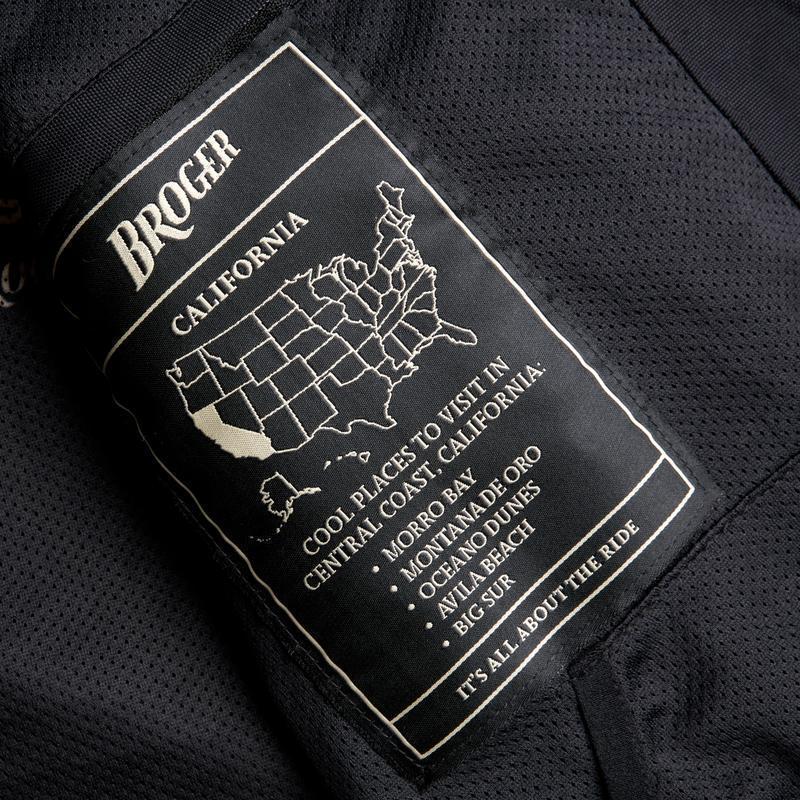 BROGER
CALIFORNIA
COOL PLACES TO VISIT IN
CENTRAL COAST, CALIFORNIA.
• MORRO BAY
• MONTANA DE ORO
• OCEANO DUNES
• AVILA BEACH
• BIG SUR
IT'S ALL ABOUT THE RIDE